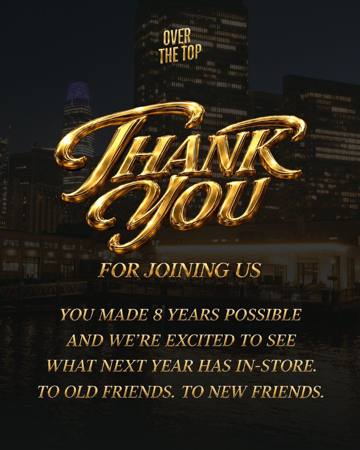 OVER
THE TOP
THANK
YOU
FOR JOINING US
YOU MADE 8 YEARS POSSIBLE
AND WE'RE EXCITED TO SEE
WHAT NEXT YEAR HAS IN-STORE.
TO OLD FRIENDS. TO NEW FRIENDS.